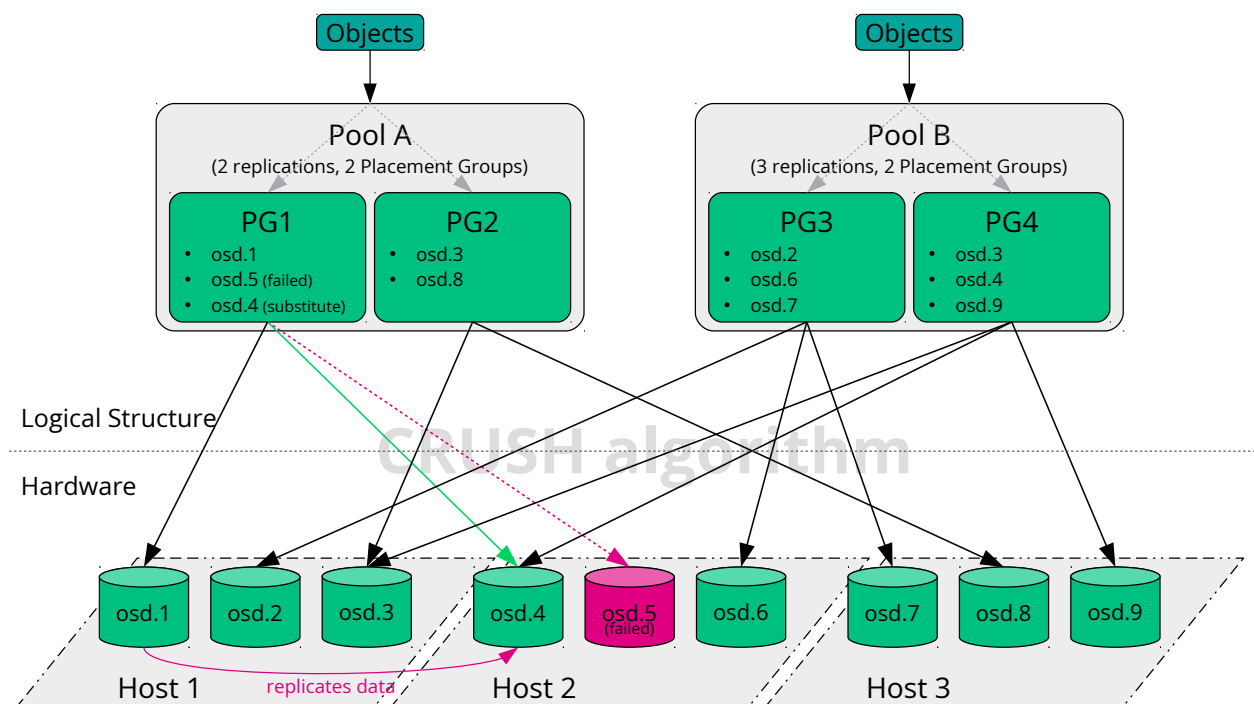 Objects
Objects
Pool A
(2 replications, 2 Placement Groups)
PG1
• osd.1
• osd.5 (failed)
• osd.4 (substitute)
PG2
• osd.3
• osd.8
Pool B
(3 replications, 2 Placement Groups)
PG3
• osd.2
• osd.6
• osd.7
PG4
• osd.3
• osd.4
• osd.9
Logical Structure
CRUSH algorithm
Hardware
osd.1
osd.2
osd.3
osd.4
osd.5
(failed)
osd.6
osd.7
osd.8
osd.9
replicates data
Host 1
Host 2
Host 3